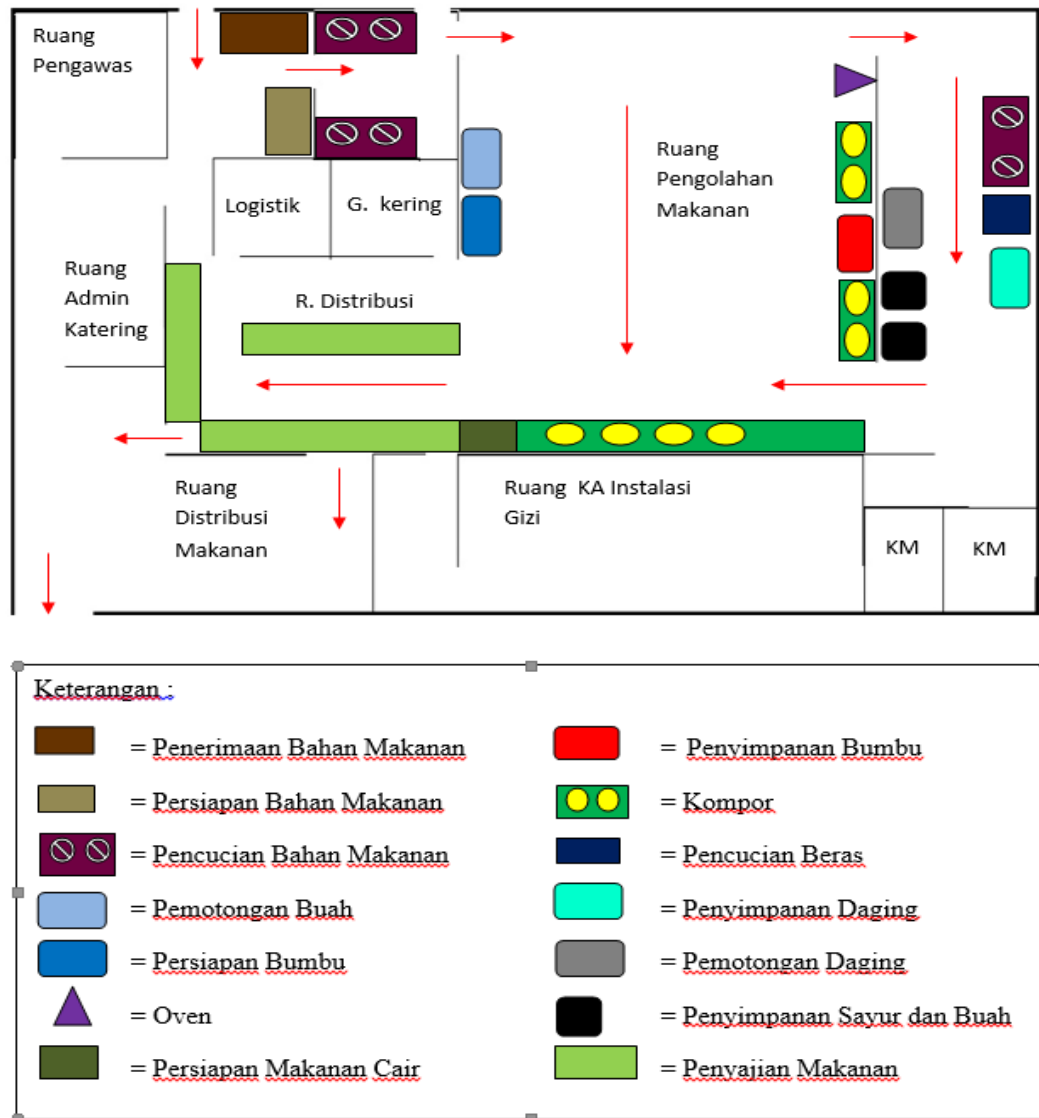 Ruang
Pengawas
Ruang
Pengolahan
Makanan
Logistik
G. kering
Ruang
Admin
Katering
R. Distribusi
Ruang
Distribusi
Makanan
Ruang KA Instalasi
Gizi
KM
KM
Keterangan :
= Penerimaan Bahan Makanan
= Persiapan Bahan Makanan
= Pencucian Bahan Makanan
= Pemotongan Buah
= Persiapan Bumbu
= Oven
= Persiapan Makanan Cair
= Penyimpanan Bumbu
= Kompor
= Pencucian Beras
= Penyimpanan Daging
= Pemotongan Daging
= Penyimpanan Sayur dan Buah
= Penyajian Makanan